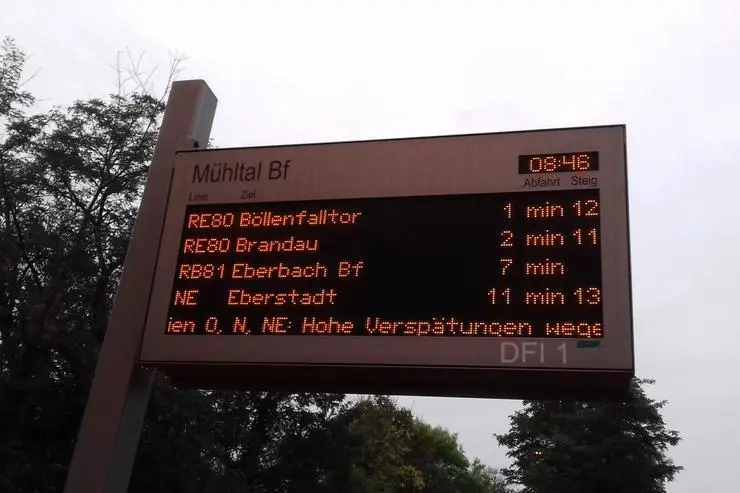 Mühltal Bf 08:46
Linie Ziel Abfahrt Steig
RE80 Böllenfalltor 1 min 12
RE80 Brandau 2 min 11
RB81 Eberbach Bf 7 min
NE Eberstadt 11 min 13
ien O, N, NE: Hohe Verspätungen wege
DFI 1